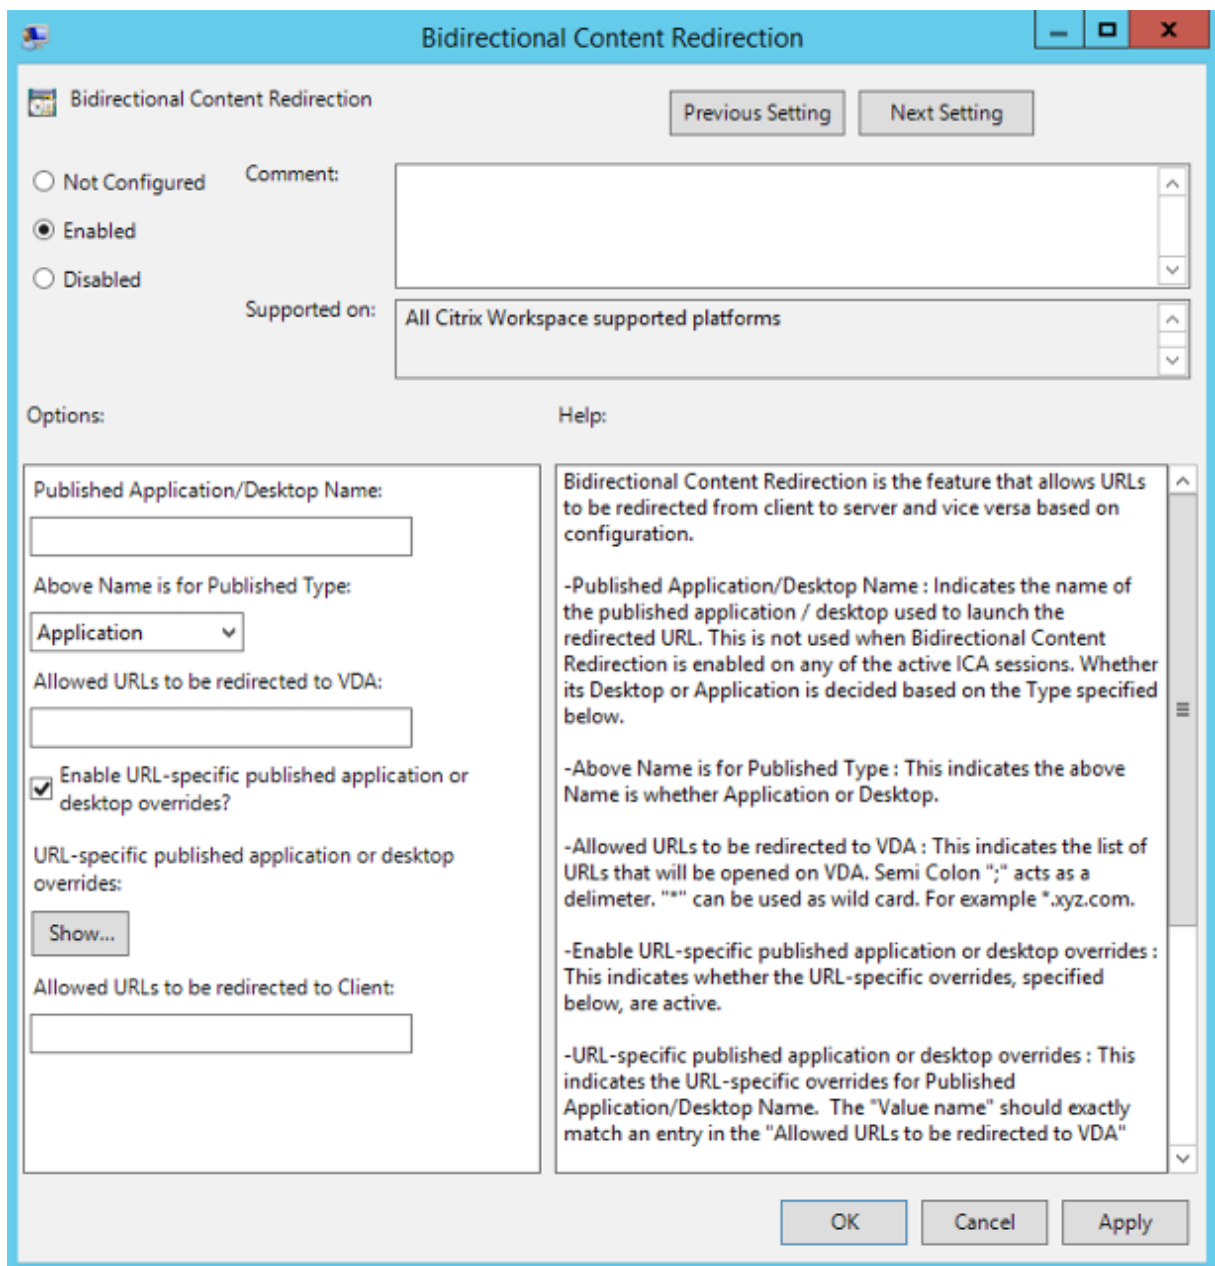 Bidirectional Content Redirection
Bidirectional Content Redirection
Previous Setting
Next Setting
Not Configured
Comment:
Enabled
Disabled
Supported on:
All Citrix Workspace supported platforms
Options:
Help:
Published Application/Desktop Name:
Above Name is for Published Type:
Application
Allowed URLs to be redirected to VDA:
Enable URL-specific published application or
desktop overrides?
URL-specific published application or desktop
overrides:
Show...
Allowed URLs to be redirected to Client:
Bidirectional Content Redirection is the feature that allows URLs
to be redirected from client to server and vice versa based on
configuration.
-Published Application/Desktop Name : Indicates the name of
the published application / desktop used to launch the
redirected URL. This is not used when Bidirectional Content
Redirection is enabled on any of the active ICA sessions. Whether
its Desktop or Application is decided based on the Type specified
below.
-Above Name is for Published Type : This indicates the above
Name is whether Application or Desktop.
-Allowed URLs to be redirected to VDA : This indicates the list of
URLs that will be opened on VDA. Semi Colon ";" acts as a
delimeter. "*" can be used as wild card. For example *.xyz.com.
-Enable URL-specific published application or desktop overrides :
This indicates whether the URL-specific overrides, specified
below, are active.
-URL-specific published application or desktop overrides : This
indicates the URL-specific overrides for Published
Application/Desktop Name.  The "Value name" should exactly
match an entry in the "Allowed URLs to be redirected to VDA"
OK
Cancel
Apply